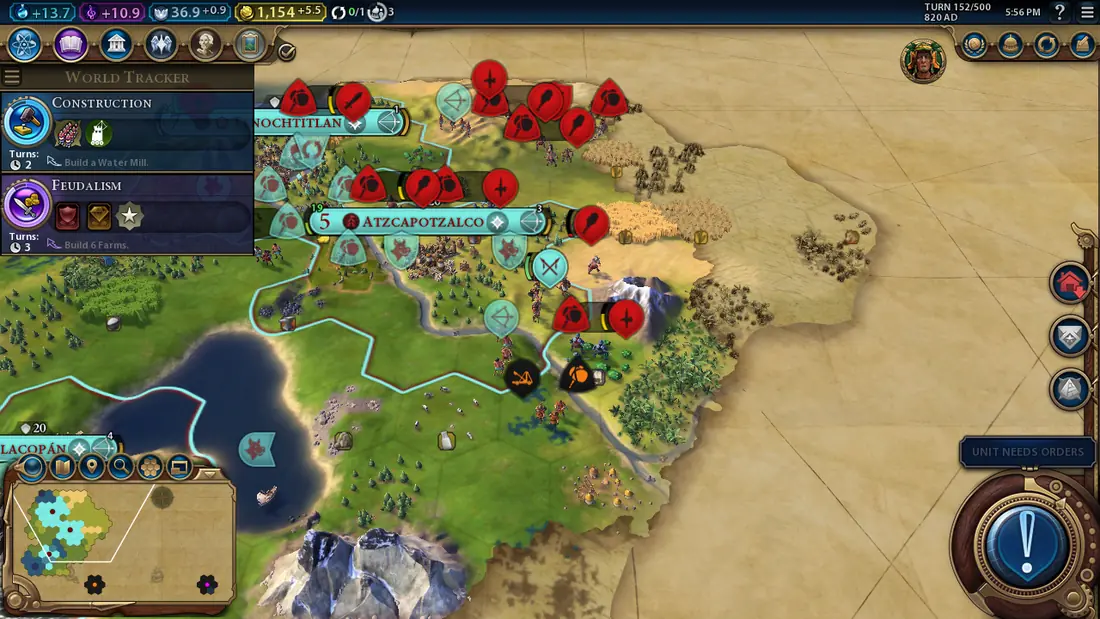 +13.7 +10.9 36.9 +0.9 1,154 +5.5 0/1 3
TURN 152/500
820 AD
5:56 PM
?
WORLD TRACKER
CONSTRUCTION
Turns:
2
Build a Water Mill.
FEUDALISM
Turns:
3
Build 6 Farms.
NOCHTITLAN
1
19
5 ATZCAPOTZALCO
3
20
LACOPÁN
4
UNIT NEEDS ORDERS